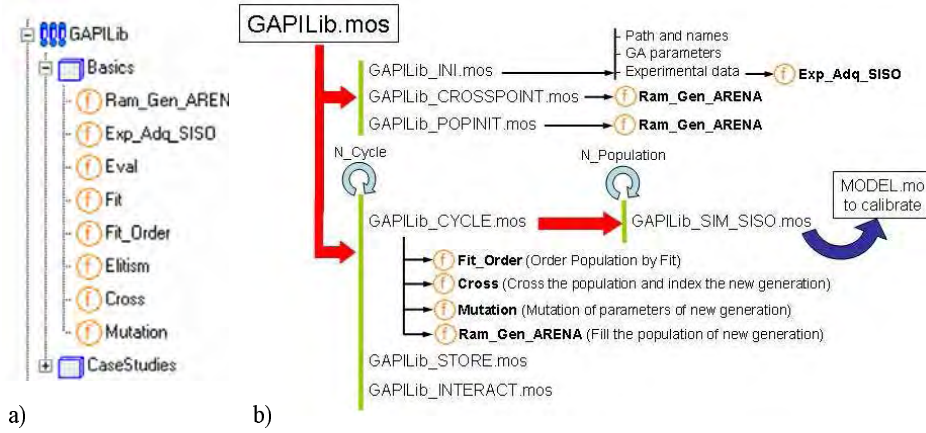 GAPILib
Basics
Ram_Gen_AREN
Exp_Adq_SISO
Eval
Fit
Fit_Order
Elitism
Cross
Mutation
CaseStudies
a)
GAPILib.mos
Path and names
GA parameters
GAPILib_INI.mos
Experimental data
Exp_Adq_SISO
GAPILib_CROSSPOINT.mos
Ram_Gen_ARENA
GAPILib_POPINIT.mos
Ram_Gen_ARENA
N_Cycle
N_Population
MODEL.mo
to calibrate
GAPILib_CYCLE.mos
GAPILib_SIM_SISO.mos
Fit_Order (Order Population by Fit)
Cross (Cross the population and index the new generation)
Mutation (Mutation of parameters of new generation)
Ram_Gen_ARENA (Fill the population of new generation)
GAPILib_STORE.mos
GAPILib_INTERACT.mos
b)